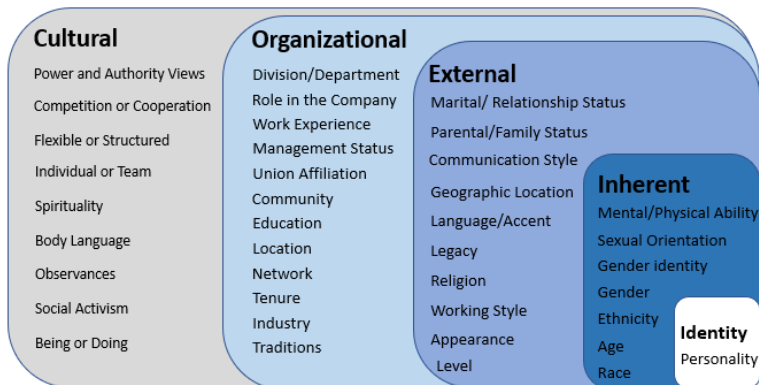 Cultural
Power and Authority Views
Competition or Cooperation
Flexible or Structured
Individual or Team
Spirituality
Body Language
Observances
Social Activism
Being or Doing
Organizational
Division/Department
Role in the Company
Work Experience
Management Status
Union Affiliation
Community
Education
Location
Network
Tenure
Industry
Traditions
External
Marital/ Relationship Status
Parental/Family Status
Communication Style
Geographic Location
Language/Accent
Legacy
Religion
Working Style
Appearance
Level
Inherent
Mental/Physical Ability
Sexual Orientation
Gender identity
Gender
Ethnicity
Age
Race
Identity
Personality